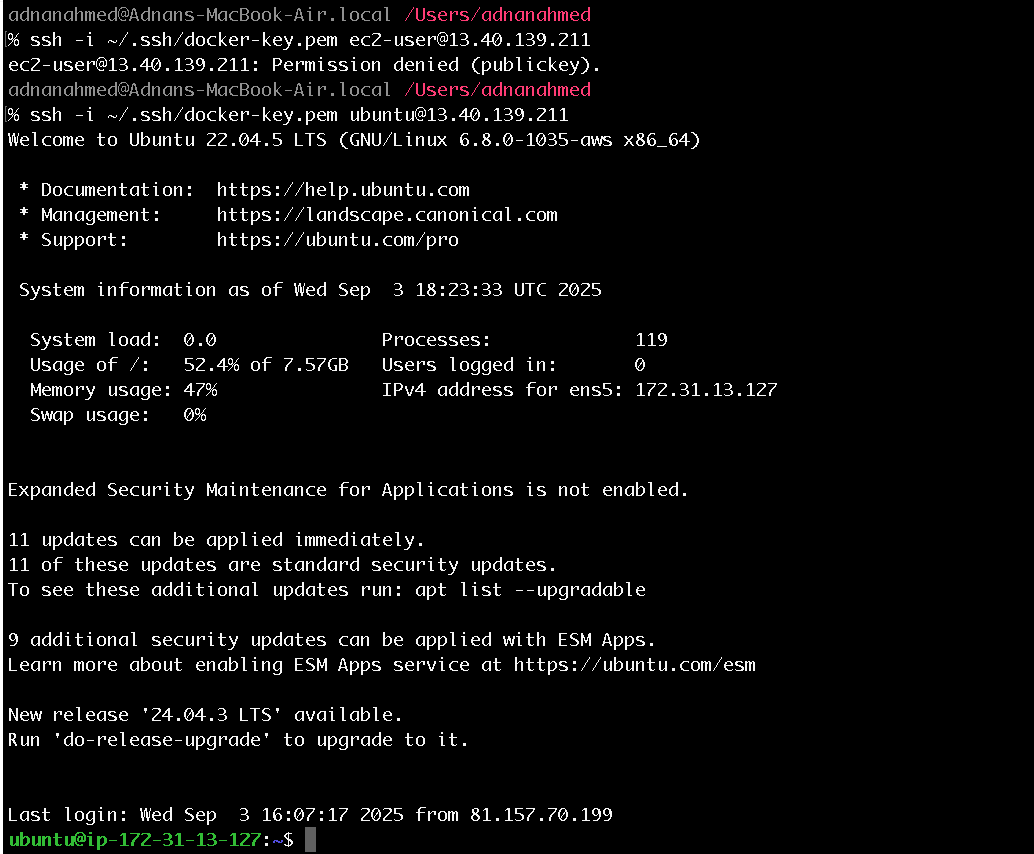 adnanahmed@Adnans-MacBook-Air.local /Users/adnanahmed
% ssh -i ~/.ssh/docker-key.pem ec2-user@13.40.139.211
ec2-user@13.40.139.211: Permission denied (publickey).
adnanahmed@Adnans-MacBook-Air.local /Users/adnanahmed
% ssh -i ~/.ssh/docker-key.pem ubuntu@13.40.139.211
Welcome to Ubuntu 22.04.5 LTS (GNU/Linux 6.8.0-1035-aws x86_64)

 * Documentation:  https://help.ubuntu.com
 * Management:     https://landscape.canonical.com
 * Support:        https://ubuntu.com/pro

 System information as of Wed Sep  3 18:23:33 UTC 2025

  System load:  0.0               Processes:             119
  Usage of /:   52.4% of 7.57GB   Users logged in:       0
  Memory usage: 47%               IPv4 address for ens5: 172.31.13.127
  Swap usage:   0%


Expanded Security Maintenance for Applications is not enabled.

11 updates can be applied immediately.
11 of these updates are standard security updates.
To see these additional updates run: apt list --upgradable

9 additional security updates can be applied with ESM Apps.
Learn more about enabling ESM Apps service at https://ubuntu.com/esm

New release '24.04.3 LTS' available.
Run 'do-release-upgrade' to upgrade to it.


Last login: Wed Sep  3 16:07:17 2025 from 81.157.70.199
ubuntu@ip-172-31-13-127:~$